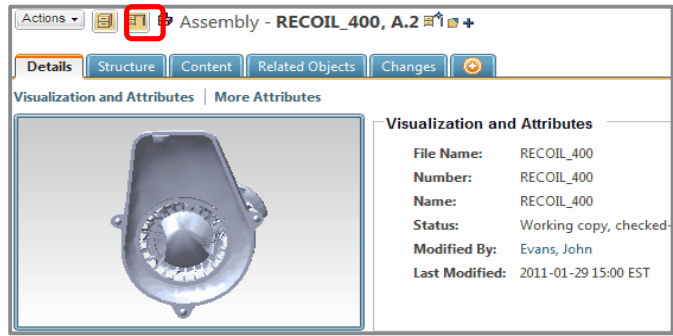 Actions
Assembly - RECOIL_400, A.2
Details Structure Content Related Objects Changes
Visualization and Attributes | More Attributes
Visualization and Attributes
File Name: RECOIL_400
Number: RECOIL_400
Name: RECOIL_400
Status: Working copy, checked-
Modified By: Evans, John
Last Modified: 2011-01-29 15:00 EST